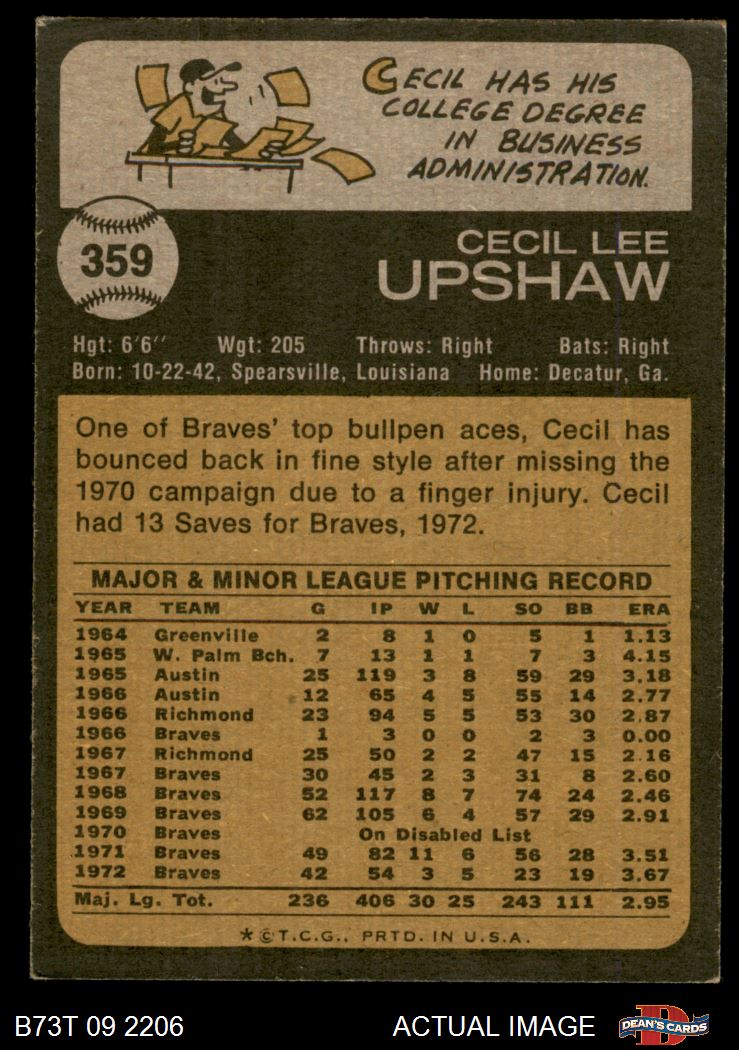 CECIL HAS HIS
COLLEGE DEGREE
IN BUSINESS
ADMINISTRATION.
359
CECIL LEE
UPSHAW
Hgt: 6'6" Wgt: 205 Throws: Right Bats: Right
Born: 10-22-42, Spearsville, Louisiana Home: Decatur, Ga.
One of Braves' top bullpen aces, Cecil has
bounced back in fine style after missing the
1970 campaign due to a finger injury. Cecil
had 13 Saves for Braves, 1972.
MAJOR & MINOR LEAGUE PITCHING RECORD
YEAR TEAM G IP W L SO BB ERA
1964 Greenville 2 8 1 0 5 1 1.13
1965 W. Palm Bch. 7 13 1 1 7 3 4.15
1965 Austin 25 119 3 8 59 29 3.18
1966 Austin 12 65 4 5 55 14 2.77
1966 Richmond 23 94 5 5 53 30 2.87
1966 Braves 1 3 0 0 2 3 0.00
1967 Richmond 25 50 2 2 47 15 2.16
1967 Braves 30 45 2 3 31 8 2.60
1968 Braves 52 117 8 7 74 24 2.46
1969 Braves 62 105 6 4 57 29 2.91
1970 Braves On Disabled List
1971 Braves 49 82 11 6 56 28 3.51
1972 Braves 42 54 3 5 23 19 3.67
Maj. Lg. Tot. 236 406 30 25 243 111 2.95
*©T.C.G., PRTD. IN U.S.A.
B73T 09 2206 ACTUAL IMAGE
D
DEAN'S CARDS